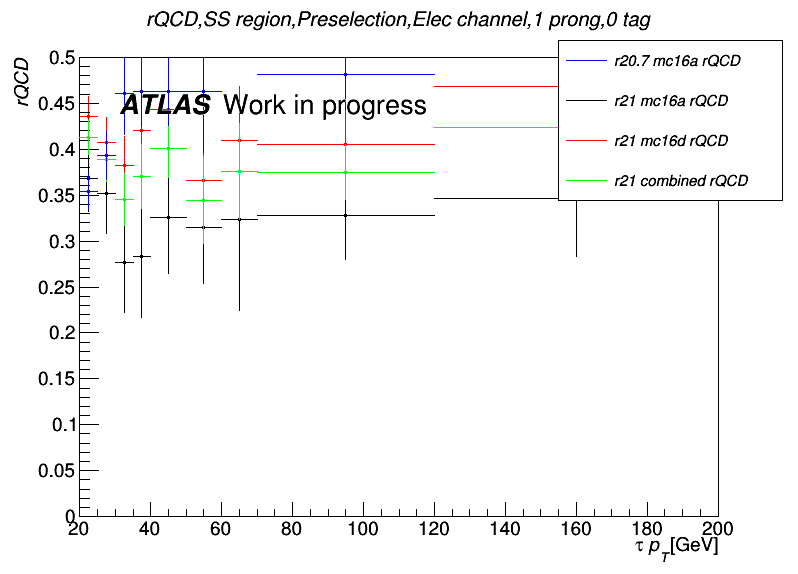 rQCD,SS region,Preselection,Elec channel,1 prong,0 tag
rQCD
0.5
0.45
0.4
0.35
0.3
0.25
0.2
0.15
0.1
0.05
0
ATLAS Work in progress
r20.7 mc16a rQCD
r21 mc16a rQCD
r21 mc16d rQCD
r21 combined rQCD
20 40 60 80 100 120 140 160 180 200
τ p_T[GeV]